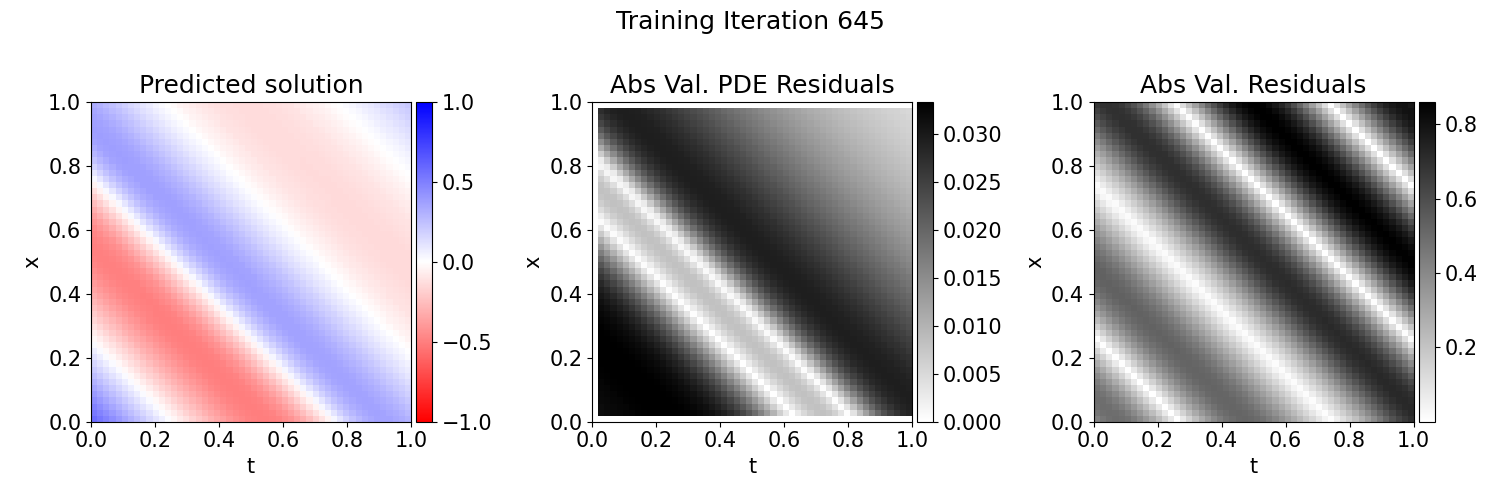 Training Iteration 645
Predicted solution
Abs Val. PDE Residuals
Abs Val. Residuals
1.0
0.8
0.6
0.4
0.2
0.0
x
0.0 0.2 0.4 0.6 0.8 1.0
t
1.0
0.5
0.0
−0.5
−1.0
1.0
0.8
0.6
0.4
0.2
0.0
x
0.0 0.2 0.4 0.6 0.8 1.0
t
0.030
0.025
0.020
0.015
0.010
0.005
0.000
1.0
0.8
0.6
0.4
0.2
0.0
x
0.0 0.2 0.4 0.6 0.8 1.0
t
0.8
0.6
0.4
0.2